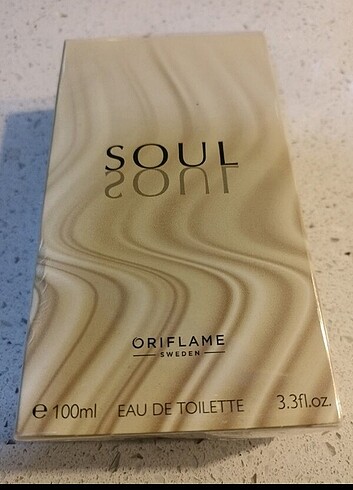 SOUL
SOUL
ORIFLAME
SWEDEN
℮ 100ml EAU DE TOILETTE 3.3fl.oz.